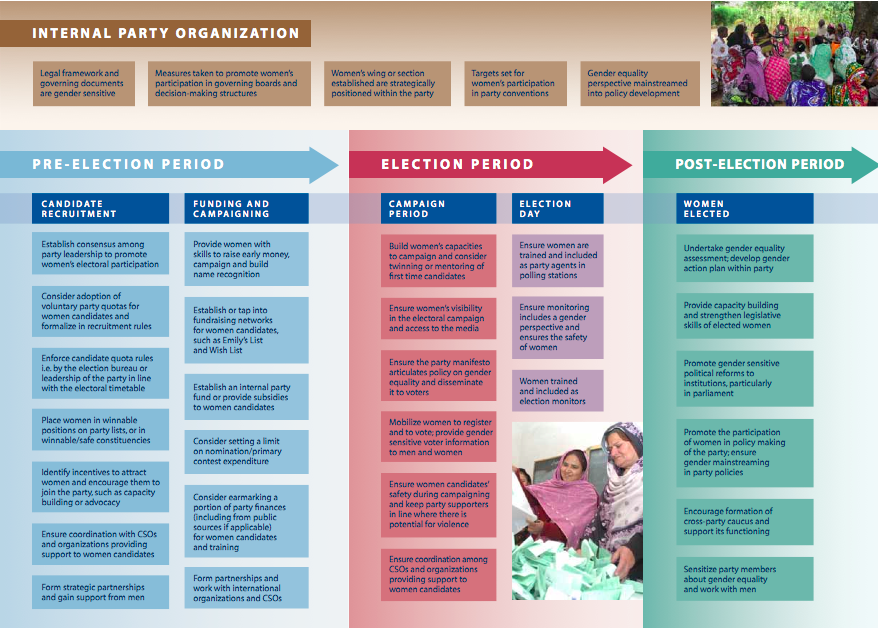 INTERNAL PARTY ORGANIZATION
Legal framework and
governing documents
are gender sensitive
Measures taken to promote women's
participation in governing boards and
decision-making structures
Women's wing or section
established are strategically
positioned within the party
Targets set for
women's participation
in party conventions
Gender equality
perspective mainstreamed
into policy development
PRE-ELECTION PERIOD
CANDIDATE
RECRUITMENT
Establish consensus among
party leadership to promote
women's electoral participation
Consider adoption of
voluntary party quotas for
women candidates and
formalize in recruitment rules
Enforce candidate quota rules
i.e. by the election bureau or
leadership of the party in line
with the electoral timetable
Place women in winnable
positions on party lists, or in
winnable/safe constituencies
Identify incentives to attract
women and encourage them to
join the party, such as capacity
building or advocacy
Ensure coordination with CSOs
and organizations providing
support to women candidates
Form strategic partnerships
and gain support from men
FUNDING AND
CAMPAIGNING
Provide women with
skills to raise early money,
campaign and build
name recognition
Establish or tap into
fundraising networks
for women candidates,
such as Emily's List
and Wish List
Establish an internal party
fund or provide subsidies
to women candidates
Consider setting a limit
on nomination/primary
contest expenditure
Consider earmarking a
portion of party finances
(including from public
sources if applicable)
for women candidates
and training
Form partnerships and
work with international
organizations and CSOs
ELECTION PERIOD
CAMPAIGN
PERIOD
Build women's capacities
to campaign and consider
twinning or mentoring of
first time candidates
Ensure women's visibility
in the electoral campaign
and access to the media
Ensure the party manifesto
articulates policy on gender
equality and disseminate
it to voters
Mobilize women to register
and to vote; provide gender
sensitive voter information
to men and women
Ensure women candidates'
safety during campaigning
and keep party supporters
in line where there is
potential for violence
Ensure coordination among
CSOs and organizations
providing support to
women candidates
ELECTION
DAY
Ensure women are
trained and included
as party agents in
polling stations
Ensure monitoring
includes a gender
perspective and
ensures the safety
of women
Women trained
and included as
election monitors
POST-ELECTION PERIOD
WOMEN
ELECTED
Undertake gender equality
assessment; develop gender
action plan within party
Provide capacity building
and strengthen legislative
skills of elected women
Promote gender sensitive
political reforms to
institutions, particularly
in parliament
Promote the participation
of women in policy making
of the party; ensure
gender mainstreaming
in party policies
Encourage formation of
cross-party caucus and
support its functioning
Sensitize party members
about gender equality
and work with men